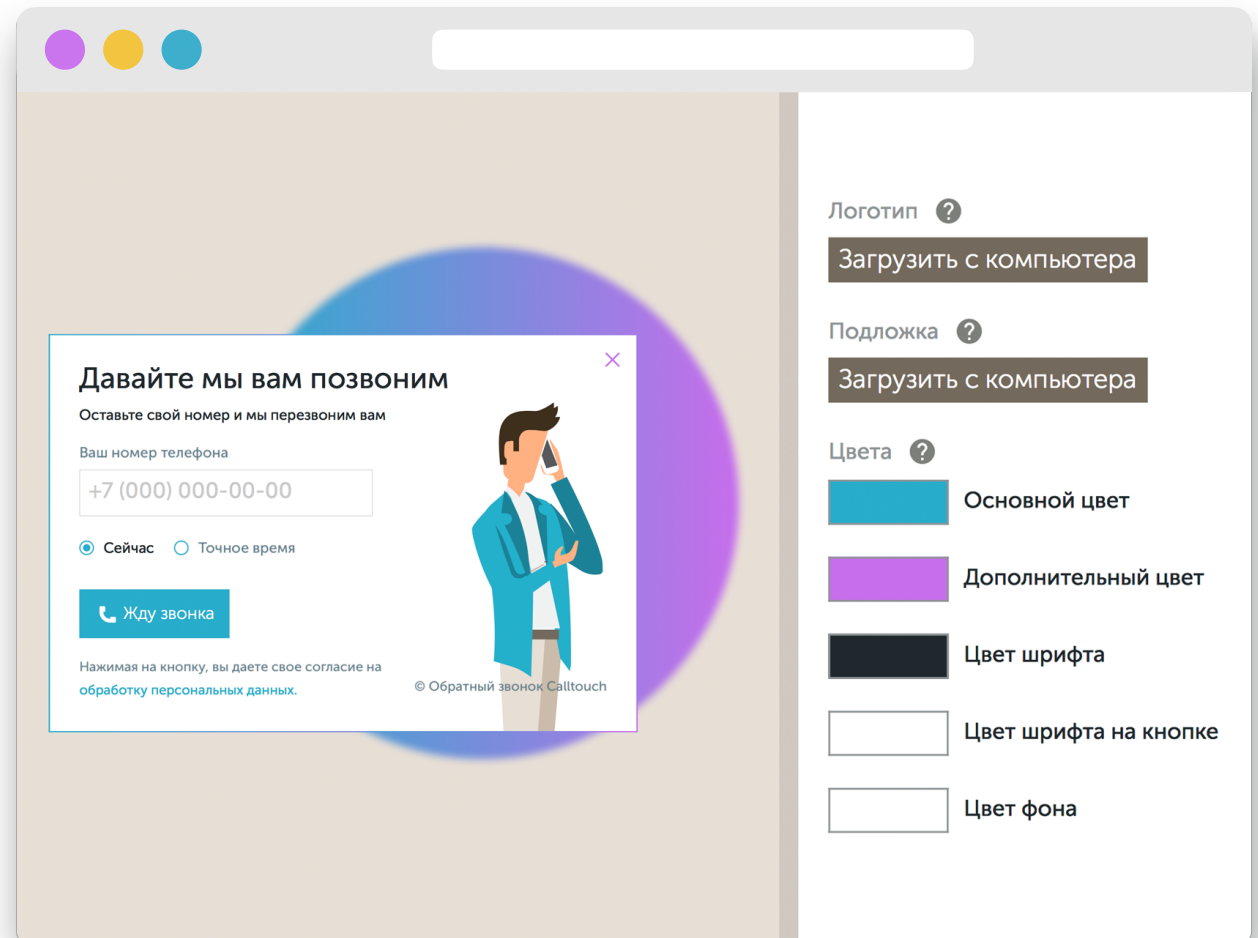 Давайте мы вам позвоним
Оставьте свой номер и мы перезвоним вам
Ваш номер телефона
+7 (000) 000-00-00
Сейчас Точное время
Жду звонка
Нажимая на кнопку, вы даете свое согласие на
обработку персональных данных.
© Обратный звонок Calltouch
Логотип ?
Загрузить с компьютера
Подложка ?
Загрузить с компьютера
Цвета ?
Основной цвет
Дополнительный цвет
Цвет шрифта
Цвет шрифта на кнопке
Цвет фона